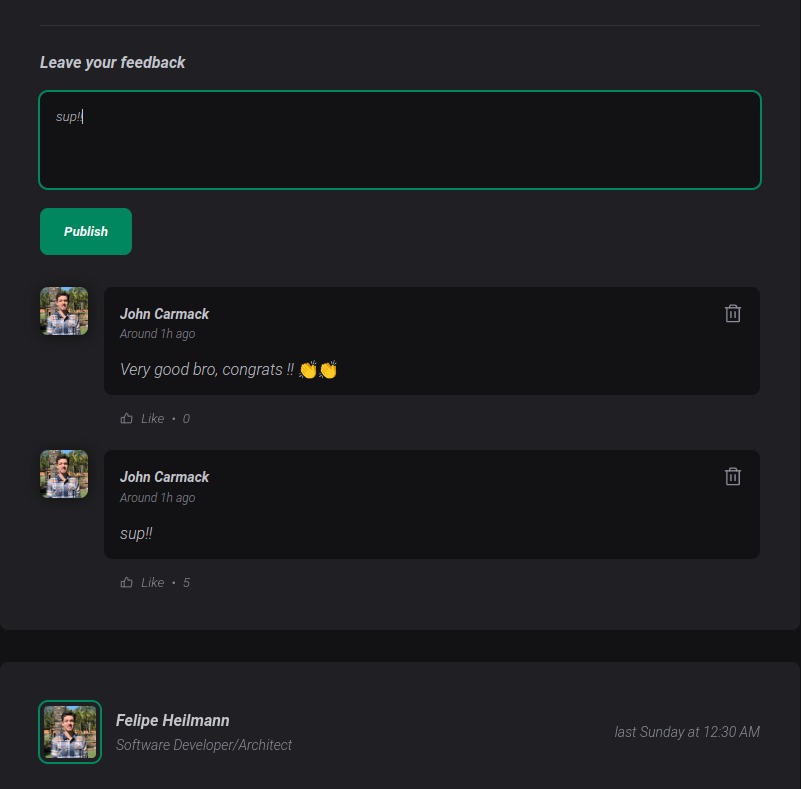 Leave your feedback
sup!!
Publish
John Carmack
Around 1h ago
Very good bro, congrats !! 👏👏
Like • 0
John Carmack
Around 1h ago
sup!!
Like • 5
Felipe Heilmann
Software Developer/Architect
last Sunday at 12:30 AM